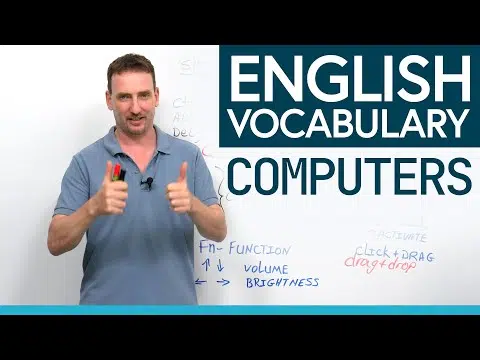 ENGLISH
VOCABULARY
COMPUTERS
Fn- FUNCTION
↑ ↓ VOLUME
← → BRIGHTNESS
click+DRAG
drag+drop